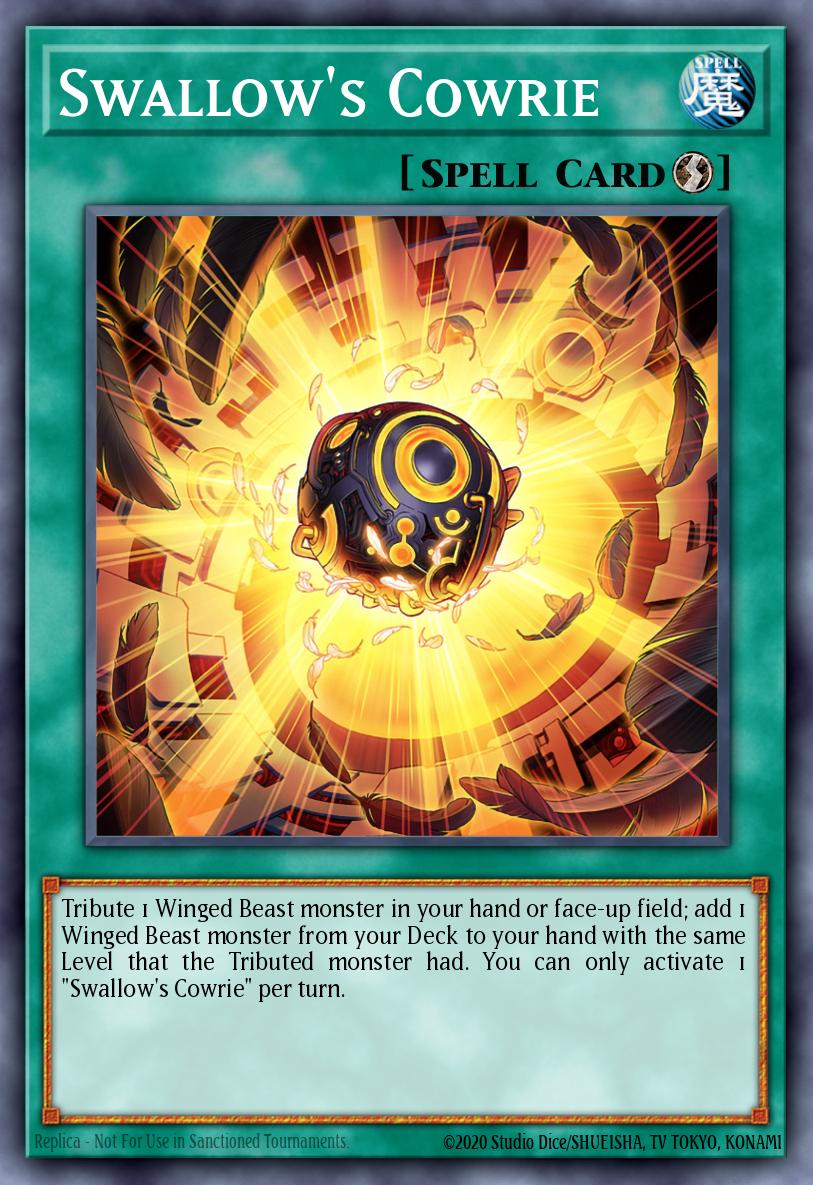 Swallow's Cowrie
SPELL
魔
[Spell Card]
Tribute 1 Winged Beast monster in your hand or face-up field; add 1
Winged Beast monster from your Deck to your hand with the same
Level that the Tributed monster had. You can only activate 1
"Swallow's Cowrie" per turn.
Replica - Not For Use in Sanctioned Tournaments.
©2020 Studio Dice/SHUEISHA, TV TOKYO, KONAMI